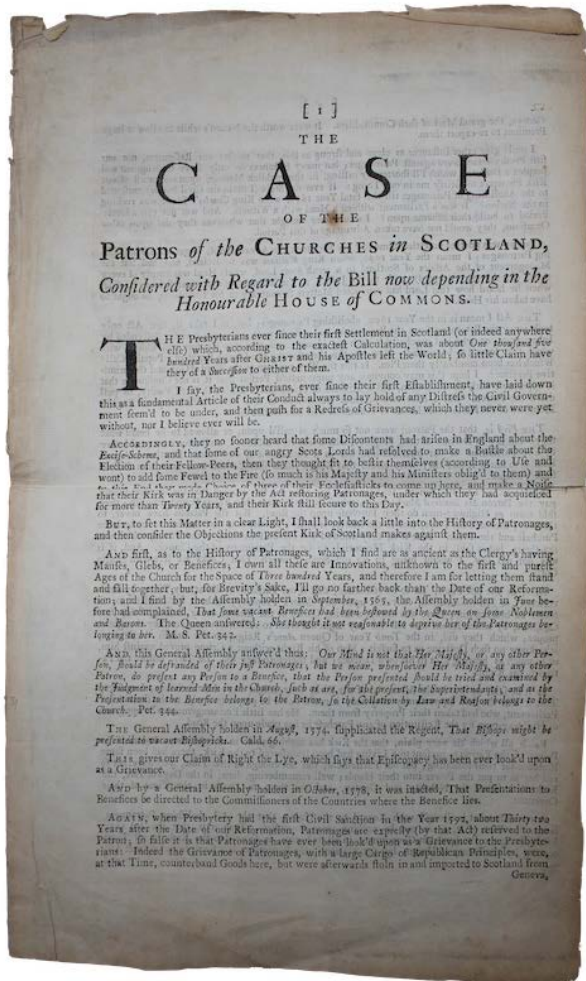 [ 1 ]
THE
CASE
OF THE
Patrons of the CHURCHES in SCOTLAND,
Considered with Regard to the Bill now depending in the
Honourable HOUSE of COMMONS.
THE Presbyterians ever since their first Settlement in Scotland (or indeed anywhere
else) which, according to the exactest Calculation, was about One thousand five
hundred Years after CHRIST and his Apostles left the World; so little Claim have
they of a Succession to either of them.
I say, the Presbyterians, ever since their first Establishment, have laid down
this as a fundamental Article of their Conduct always to lay hold of any Distress the Civil Govern-
ment seem'd to be under, and then push for a Redress of Grievances, which they never were yet
without, nor I believe ever will be.
ACCORDINGLY, they no sooner heard that some Discontents had arisen in England about the
Excise-Scheme, and that some of our angry Scots Lords had resolved to make a Bustle about the
Election of their Fellow-Peers, then they thought fit to bestir themselves (according to Use and
wont) to add some Fewel to the Fire (so much is his Majesty and his Ministers oblig'd to them) and
to this End they made Choice of three of their Ecclesiasticks to come up here, and make a Noise
that their Kirk was in Danger by the Act restoring Patronages, under which they had acquiesced
for more than Twenty Years, and their Kirk still secure to this Day.
BUT, to set this Matter in a clear Light, I shall look back a little into the History of Patronages,
and then consider the Objections the present Kirk of Scotland makes against them.
AND first, as to the History of Patronages, which I find are as ancient as the Clergy's having
Manses, Glebs, or Benefices, I own all these are Innovations, unknown to the first and purest
Ages of the Church for the Space of Three hundred Years, and therefore I am for letting them stand
and fall together; but, for Brevity's Sake, I'll go no farther back than the Date of our Reforma-
tion; and I find by the Assembly holden in September, 1565, the Assembly holden in June be-
fore had complained, That some vacant Benefices had been bestowed by the Queen on some Noblemen
and Barons. The Queen answered: She thought it not reasonable to deprive her of the Patronages be-
longing to her. M. S. Pet. 342.
AND, this General Assembly answer'd thus: Our Mind is not that Her Majesty, or any other Per-
son, should be defrauded of their just Patronages, but we mean, whensoever Her Majesty, or any other
Patron, do present any Person to a Benefice, that the Person presented should be tried and examined by
the Judgment of learned Men in the Church, such as are, for the present, the Superintendants; and as the
Presentation to the Benefice belongs to the Patron, so the Collation by Law and Reason belongs to the
Church. Pet. 344.
THE General Assembly holden in August, 1574. supplicated the Regent, That Bishops might be
presented to vacant Bishopricks. Cald. 66.
THIS gives our Claim of Right the Lye, which says that Episcopacy has been ever look'd upon
as a Grievance.
AND by a General Assembly holden in October, 1578, it was inacted, That Presentations to
Benefices be directed to the Commissioners of the Countries where the Benefice lies.
AGAIN, when Presbytery had the first Civil Sanction in the Year 1592, about Thirty two
Years after the Date of our Reformation, Patronages are expresly (by that Act) reserved to the
Patron; so false it is that Patronages have ever been look'd upon as a Grievance to the Presbyte-
rians: Indeed the Grievance of Patronages, with a large Cargo of Republican Principles, were,
at that Time, counterband Goods here, but were afterwards stoln in and imported to Scotland from
Geneva,